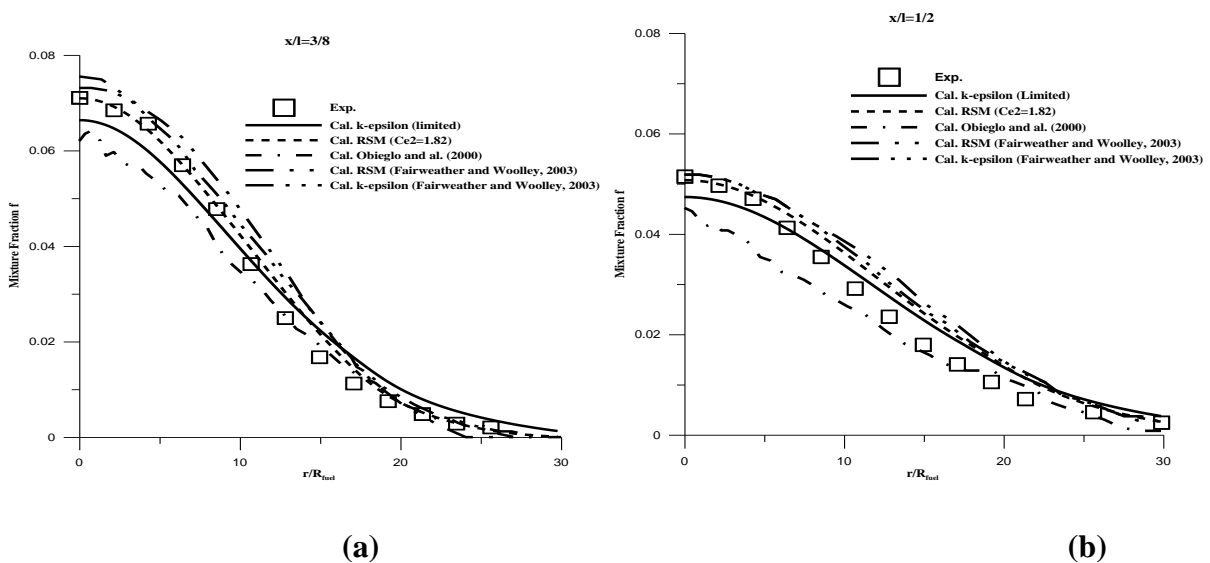 x/l=3/8
0.08
0.06
0.04
0.02
0
Mixture Fraction f
Exp.
Cal. k-epsilon (limited)
Cal. RSM (Ce2=1.82)
Cal. Obieglo and al. (2000)
Cal. RSM (Fairweather and Woolley, 2003)
Cal. k-epsilon (Fairweather and Woolley, 2003)
0 10 20 30
r/Rfuel
(a)
x/l=1/2
0.08
0.06
0.04
0.02
0
Mixture Fraction f
Exp.
Cal. k-epsilon (Limited)
Cal. RSM (Ce2=1.82)
Cal. Obieglo and al. (2000)
Cal. RSM (Fairweather and Woolley, 2003)
Cal. k-epsilon (Fairweather and Woolley, 2003)
0 10 20 30
r/Rfuel
(b)